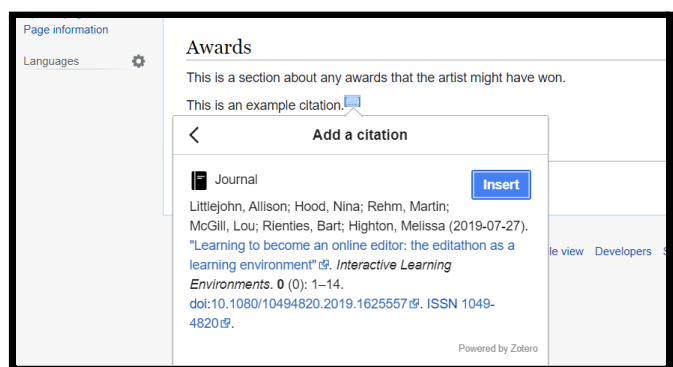 Page information
Languages
Awards
This is a section about any awards that the artist might have won.
This is an example citation.[...]
Add a citation
Journal
Insert
Littlejohn, Allison; Hood, Nina; Rehm, Martin;
McGill, Lou; Rienties, Bart; Highton, Melissa (2019-07-27).
"Learning to become an online editor: the editathon as a
learning environment". Interactive Learning
Environments. 0 (0): 1–14.
doi:10.1080/10494820.2019.1625557. ISSN 1049-
4820.
Powered by Zotero
le view Developers